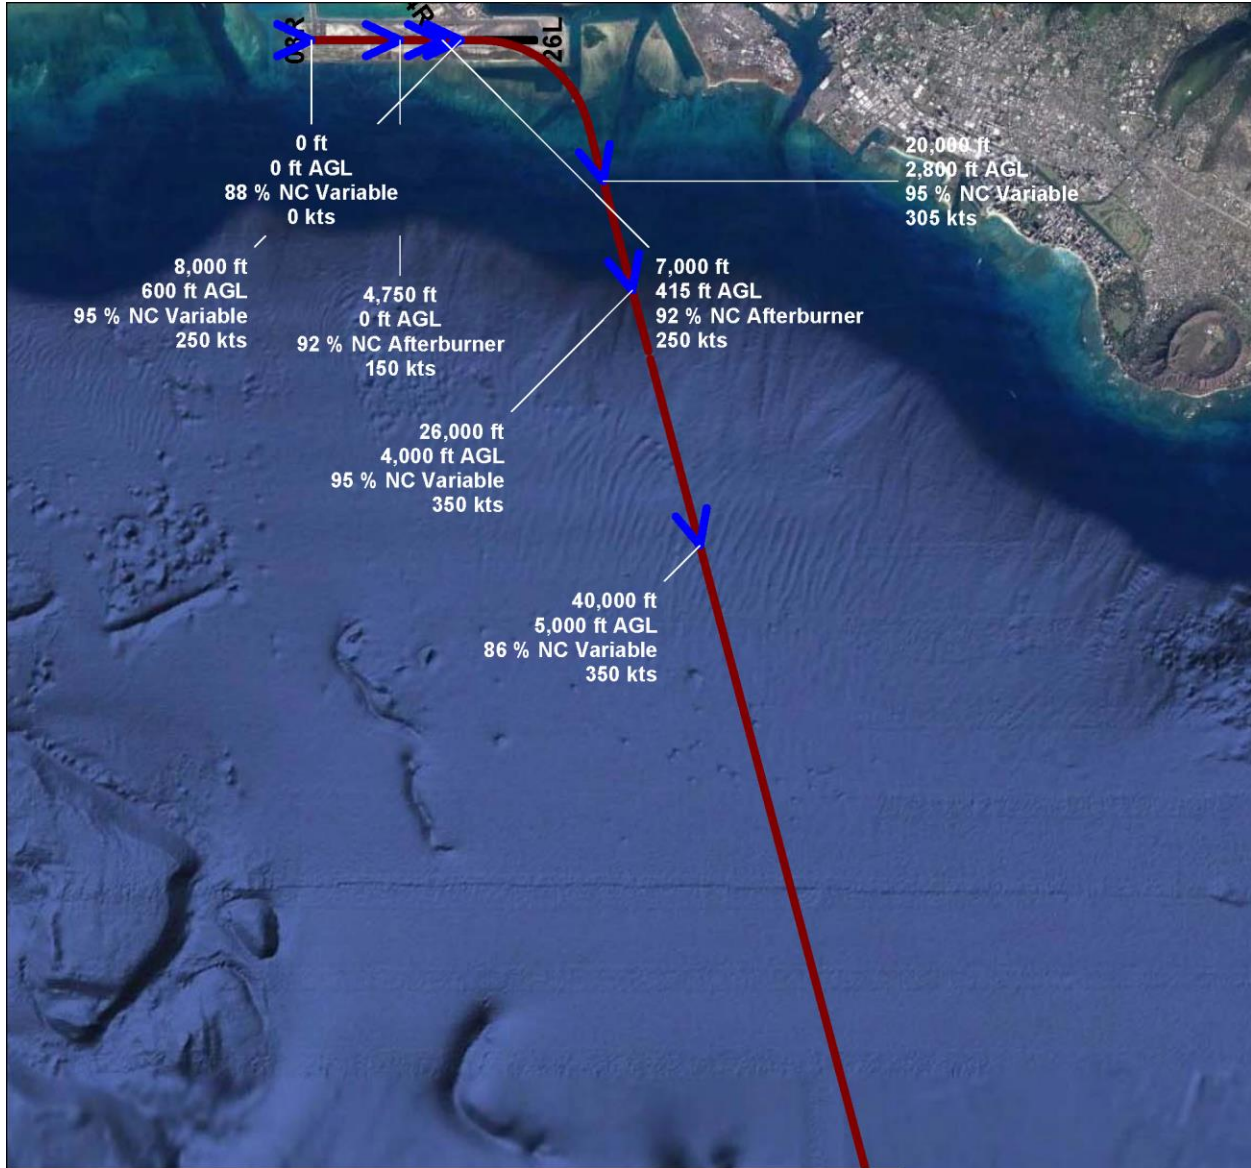 08R
4R
26L
0 ft
0 ft AGL
88 % NC Variable
0 kts
20,000 ft
2,800 ft AGL
95 % NC Variable
305 kts
8,000 ft
600 ft AGL
95 % NC Variable
250 kts
4,750 ft
0 ft AGL
92 % NC Afterburner
150 kts
7,000 ft
415 ft AGL
92 % NC Afterburner
250 kts
26,000 ft
4,000 ft AGL
95 % NC Variable
350 kts
40,000 ft
5,000 ft AGL
86 % NC Variable
350 kts